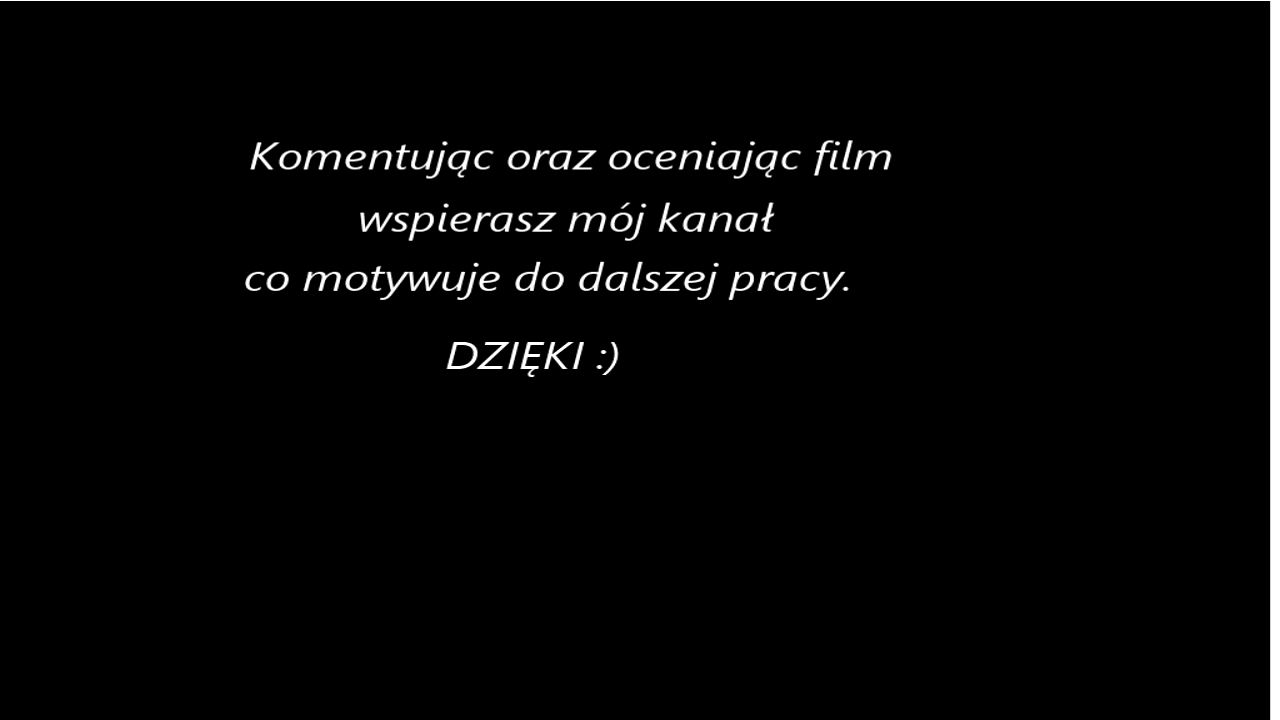 Komentując oraz oceniając film
wspierasz mój kanał
co motywuje do dalszej pracy.
DZIĘKI :)